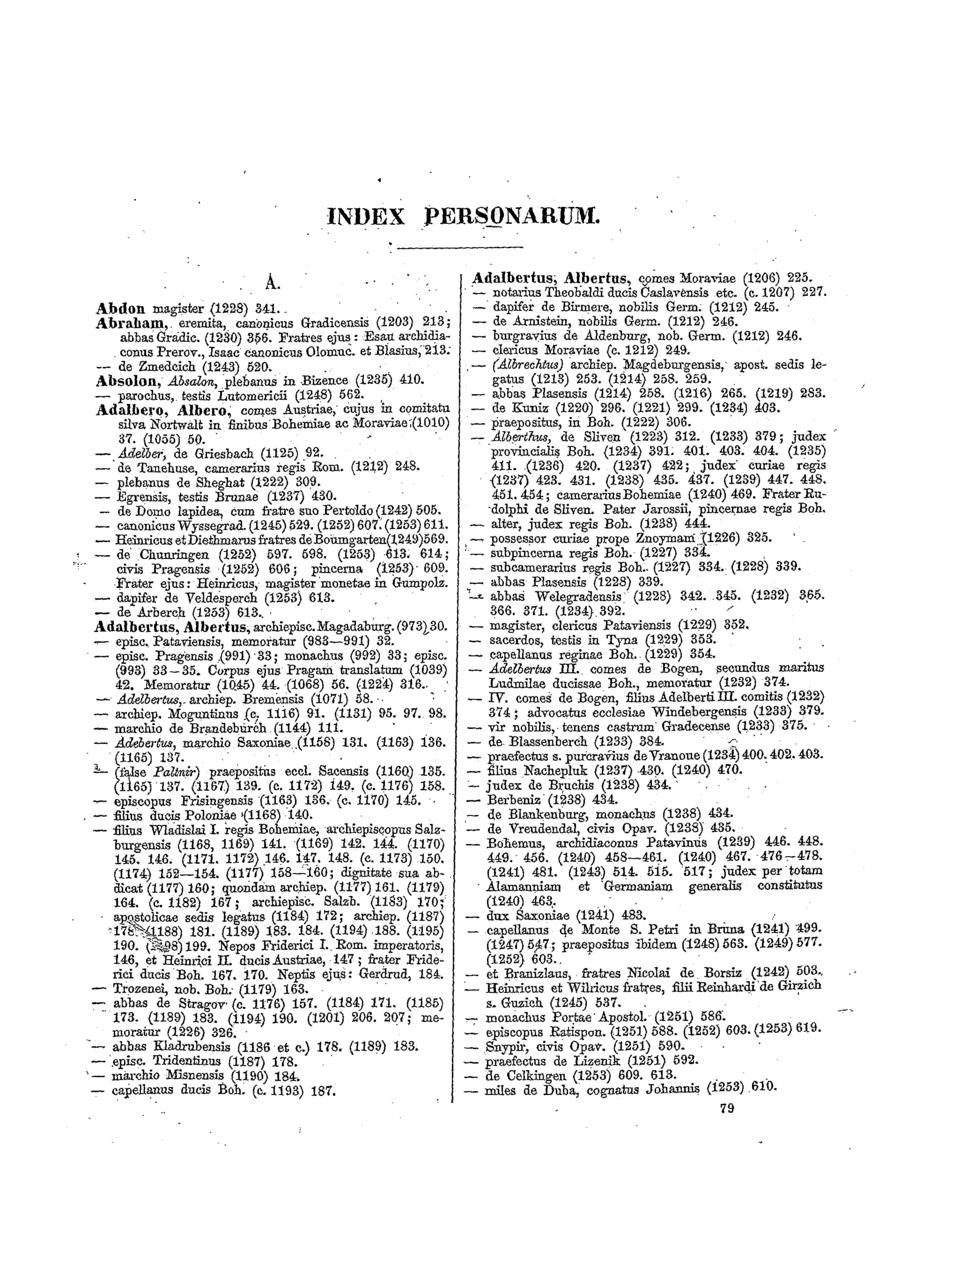 INDEX PERSONARUM.
A.
Abdon magister (1228) 341.
Abraham, eremita, canonicus Gradicensis (1203) 213;
abbas Gradic. (1230) 356. Fratres ejus: Esau archidia-
conus Prerov., Isaac canonicus Olomuc. et Blasius, 213.
— de Zmedcich (1243) 520.
Absolon, Absalon, plebanus in Bizence (1235) 410.
— parochus, testis Lutomericii (1248) 562.
Adalbero, Albero, comes Austriae, cujus in comitatu
silva Nortwalt in finibus Bohemiae ac Moraviae (1010)
37. (1055) 50.
— Adelber, de Griesbach (1125) 92.
— de Tanehuse, camerarius regis Rom. (1212) 248.
— plebanus de Sheghat (1222) 309.
— Egrensis, testis Brunae (1237) 430.
— de Domo lapidea, cum fratre suo Pertoldo (1242) 505.
— canonicus Wyssegrad. (1245) 529. (1252) 607. (1253) 611.
— Heinricus et Diethmarus fratres de Boumgarten (1249) 569.
— de Chunringen (1252) 597. 598. (1253) 613. 614;
civis Pragensis (1252) 606; pincerna (1253) 609.
Frater ejus: Heinricus, magister monetae in Gumpolz.
— dapifer de Veldesperch (1253) 613.
— de Arberch (1253) 613.
Adalbertus, Albertus, archiepisc. Magadaburg. (973) 30.
— episc. Pataviensis, memoratur (983—991) 32.
— episc. Pragensis (991) 33; monachus (992) 33; episc.
(993) 33—35. Corpus ejus Pragam translatum (1039)
42. Memoratur (1045) 44. (1068) 56. (1224) 316.
— Adelbertus, archiep. Bremensis (1071) 58.
— archiep. Moguntinus (c. 1116) 91. (1131) 95. 97. 98.
— marchio de Brandeburch (1144) 111.
— Adebertus, marchio Saxoniae (1158) 131. (1163) 136.
(1165) 137.
— (false Paltnir) praepositus eccl. Sacensis (1160) 135.
(1165) 137. (1167) 139. (c. 1172) 149. (c. 1176) 158.
— episcopus Frisingensis (1163) 136. (c. 1170) 145.
— filius ducis Poloniae (1168) 140.
— filius Wladislai I. regis Bohemiae, archiepiscopus Salz-
burgensis (1168, 1169) 141. (1169) 142. 144. (1170)
145. 146. (1171. 1172) 146. 147. 148. (c. 1173) 150.
(1174) 152—154. (1177) 158—160; dignitate sua ab-
dicat (1177) 160; quondam archiep. (1177) 161. (1179)
164. (c. 1182) 167; archiepisc. Salzb. (1183) 170;
apostolicae sedis legatus (1184) 172; archiep. (1187)
178. (1188) 181. (1189) 183. 184. (1194) 188. (1195)
190. 199. Nepos Friderici I. Rom. imperatoris,
146, et Heinrici II. ducis Austriae, 147; frater Fride-
rici ducis Boh. 167. 170. Neptis ejus: Gerdrud, 184.
— Trozenei, nob. Boh. (1179) 163.
— abbas de Stragov (c. 1176) 157. (1184) 171. (1185)
173. (1189) 183. (1194) 190. (1201) 206. 207; me-
moratur (1226) 326.
— abbas Kladrubensis (1186 et c.) 178. (1189) 183.
— episc. Tridentinus (1187) 178.
— marchio Misnensis (1190) 184.
— capellanus ducis Boh. (c. 1193) 187.
Adalbertus, Albertus, comes Moraviae (1206) 225.
— notarius Theobaldi ducis Caslavensis etc. (c. 1207) 227.
— dapifer de Birmere, nobilis Germ. (1212) 245.
— de Arnistein, nobilis Germ. (1212) 246.
— burgravius de Aldenburg, nob. Germ. (1212) 246.
— clericus Moraviae (c. 1212) 249.
— (Albrechtus) archiep. Magdeburgensis, apost. sedis le-
gatus (1213) 253. (1214) 258. 259.
— abbas Plasensis (1214) 258. (1216) 265. (1219) 283.
— de Kuniz (1220) 296. (1221) 299. (1234) 403.
— praepositus, in Boh. (1222) 306.
— Alberthus, de Sliven (1223) 312. (1233) 379; judex
provincialis Boh. (1234) 391. 401. 403. 404. (1235)
411. (1236) 420. (1237) 422; judex curiae regis
(1237) 423. 431. (1238) 435. 437. (1239) 447. 448.
451. 454; camerarius Bohemiae (1240) 469. Frater Ru-
dolphi de Sliven. Pater Jarossii, pincernae regis Boh.
— alter, judex regis Boh. (1238) 444.
— possessor curiae prope Znoymam (1226) 325.
— subpincerna regis Boh. (1227) 334.
— subcamerarius regis Boh. (1227) 334. (1228) 339.
— abbas Plasensis (1228) 339.
— abbas Welegradensis (1228) 342. 345. (1232) 365.
366. 371. (1234) 392.
— magister, clericus Pataviensis (1229) 352.
— sacerdos, testis in Tyna (1229) 353.
— capellanus reginae Boh. (1229) 354.
— Adelbertus III. comes de Bogen, secundus maritus
Ludmilae ducissae Boh., memoratur (1232) 374.
— IV. comes de Bogen, filius Adelberti III. comitis (1232)
374; advocatus ecclesiae Windebergensis (1233) 379.
— vir nobilis, tenens castrum Gradecense (1233) 375.
— de Blassenberch (1233) 384.
— praefectus s. purcravius de Vranoue (1234) 400. 402. 403.
— filius Nachepluk (1237) 430. (1240) 470.
— judex de Bruchis (1238) 434.
— Berbeniz (1238) 434.
— de Blankenburg, monachus (1238) 434.
— de Vreudendal, civis Opav. (1238) 435.
— Bohemus, archidiaconus Patavinus (1239) 446. 448.
449. 456. (1240) 458—461. (1240) 467. 476—478.
(1242) 481. (1243) 514. 515. 517; judex per totam
Alamanniam et Germaniam generalis constitutus
(1240) 463.
— dux Saxoniae (1241) 483.
— capellanus de Monte S. Petri in Bruna (1241) 499.
(1247) 547; praepositus ibidem (1248) 563. (1249) 577.
(1252) 603.
— et Branizlaus, fratres Nicolai de Borsiz (1242) 503.
— Heinricus et Wilricus fratres, filii Reinhardi de Girzich
s. Guzich (1245) 537.
— monachus Portae Apostol. (1251) 586.
— episcopus Ratispon. (1251) 588. (1252) 603. (1253) 619.
— Snypir, civis Opav. (1251) 590.
— praefectus de Lizenik (1251) 592.
— de Celkingen (1253) 609. 613.
— miles de Duba, cognatus Johannis (1253) 610.
79